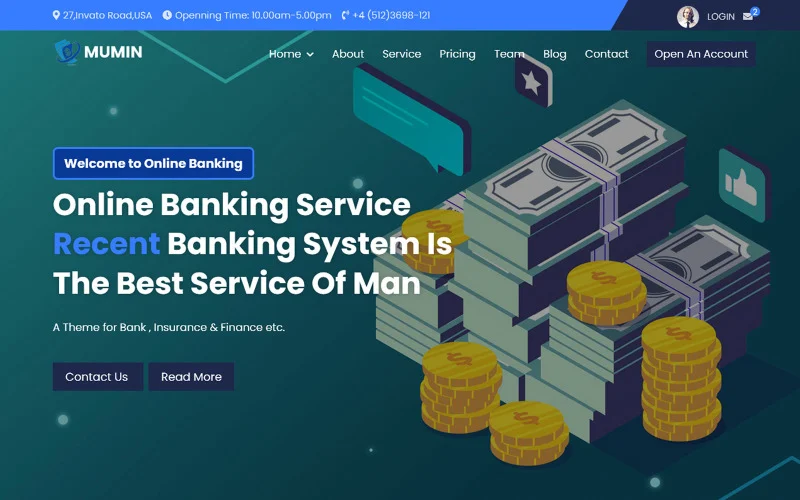 27,Invato Road,USA Openning Time: 10.00am-5.00pm +4 (512)3698-121 LOGIN 2
MUMIN Home About Service Pricing Team Blog Contact Open An Account
Welcome to Online Banking
Online Banking Service
Recent Banking System Is
The Best Service Of Man
A Theme for Bank , Insurance & Finance etc.
Contact Us Read More